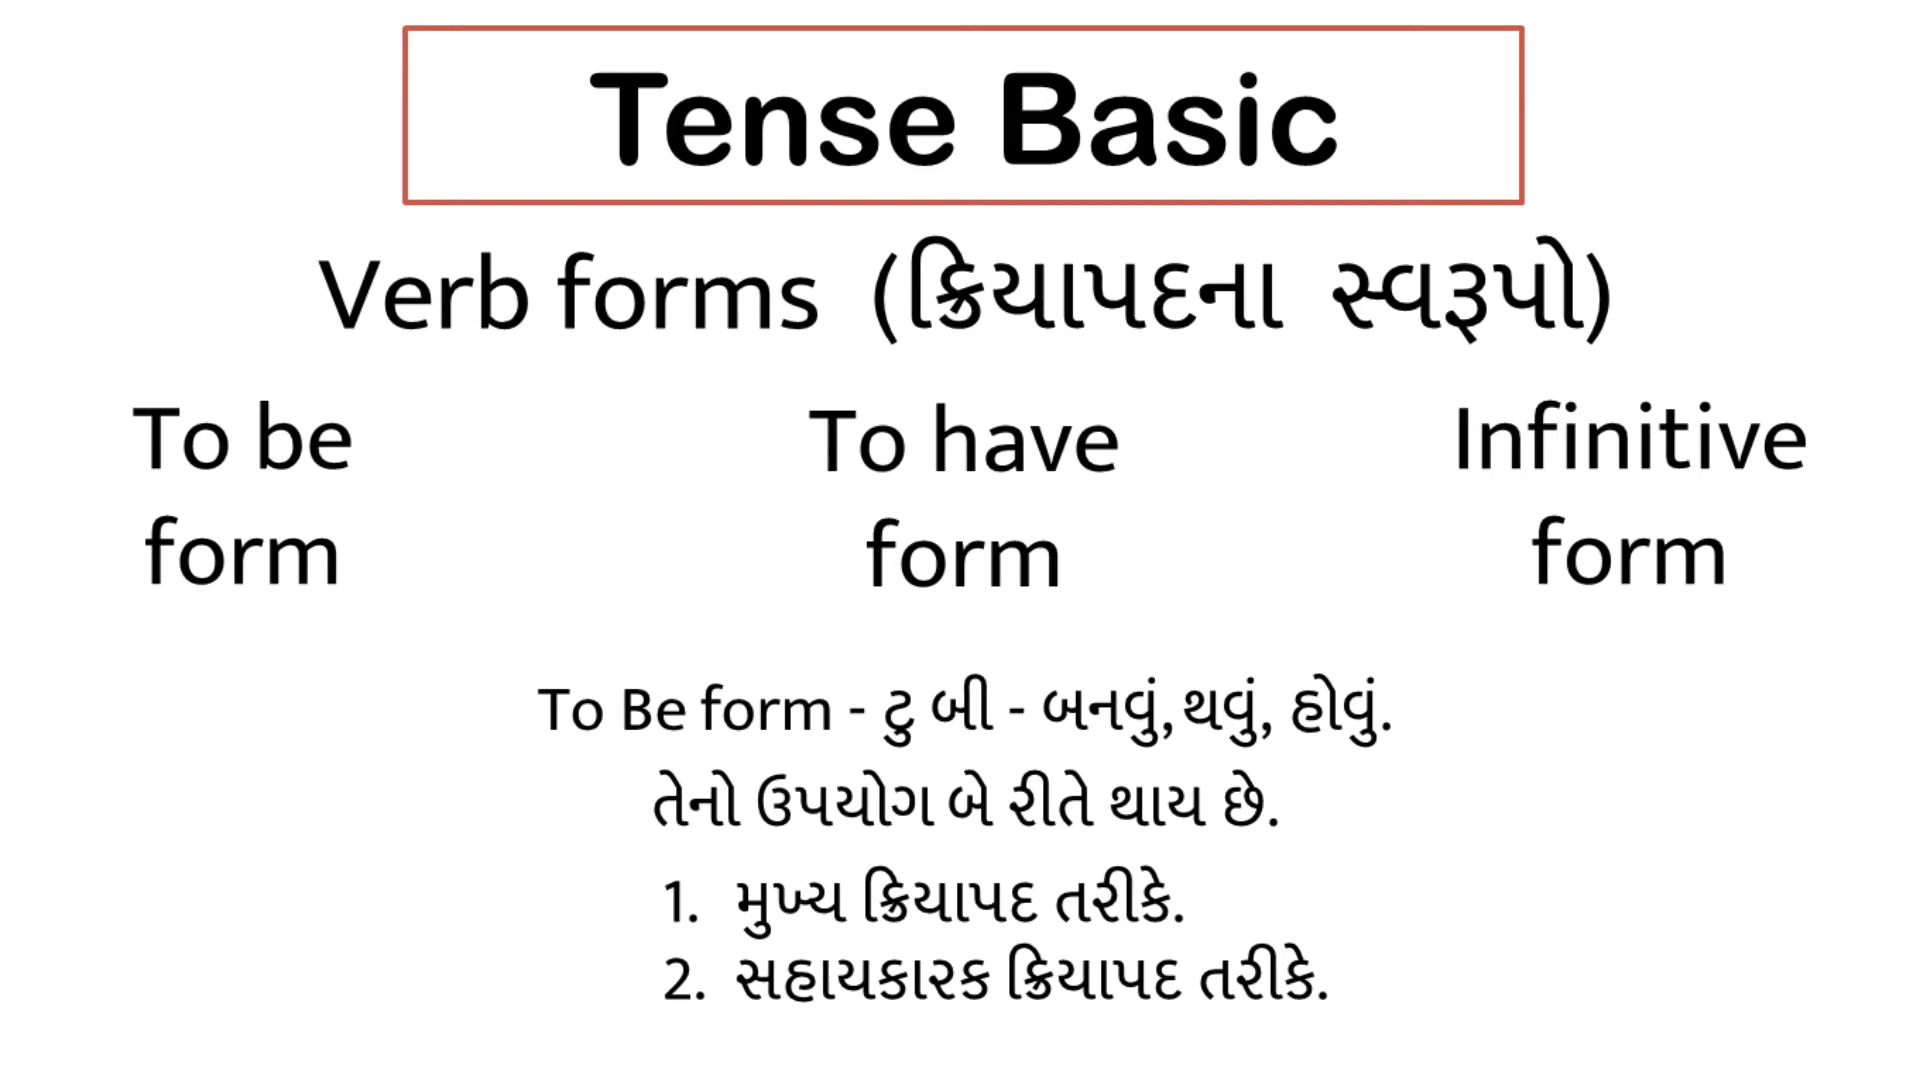 Tense Basic
Verb forms (ક્રિયાપદના સ્વરૂપો)
To be
form
To have
form
Infinitive
form
To Be form - ટુ બી - બનવું, થવું, હોવું.
તેનો ઉપયોગ બે રીતે થાય છે.
1. મુખ્ય ક્રિયાપદ તરીકે.
2. સહાયકારક ક્રિયાપદ તરીકે.